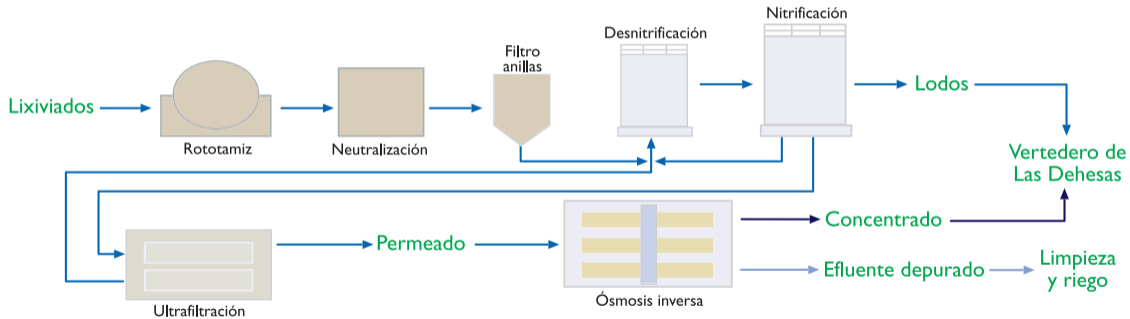 Nitrificación
Desnitrificación
Filtro
anillas
Lixiviados
Lodos
Rototamiz
Neutralización
Vertedero de
Las Dehesas
Permeado
Concentrado
Efluente depurado
Limpieza
y riego
Ultrafiltración
Ósmosis inversa